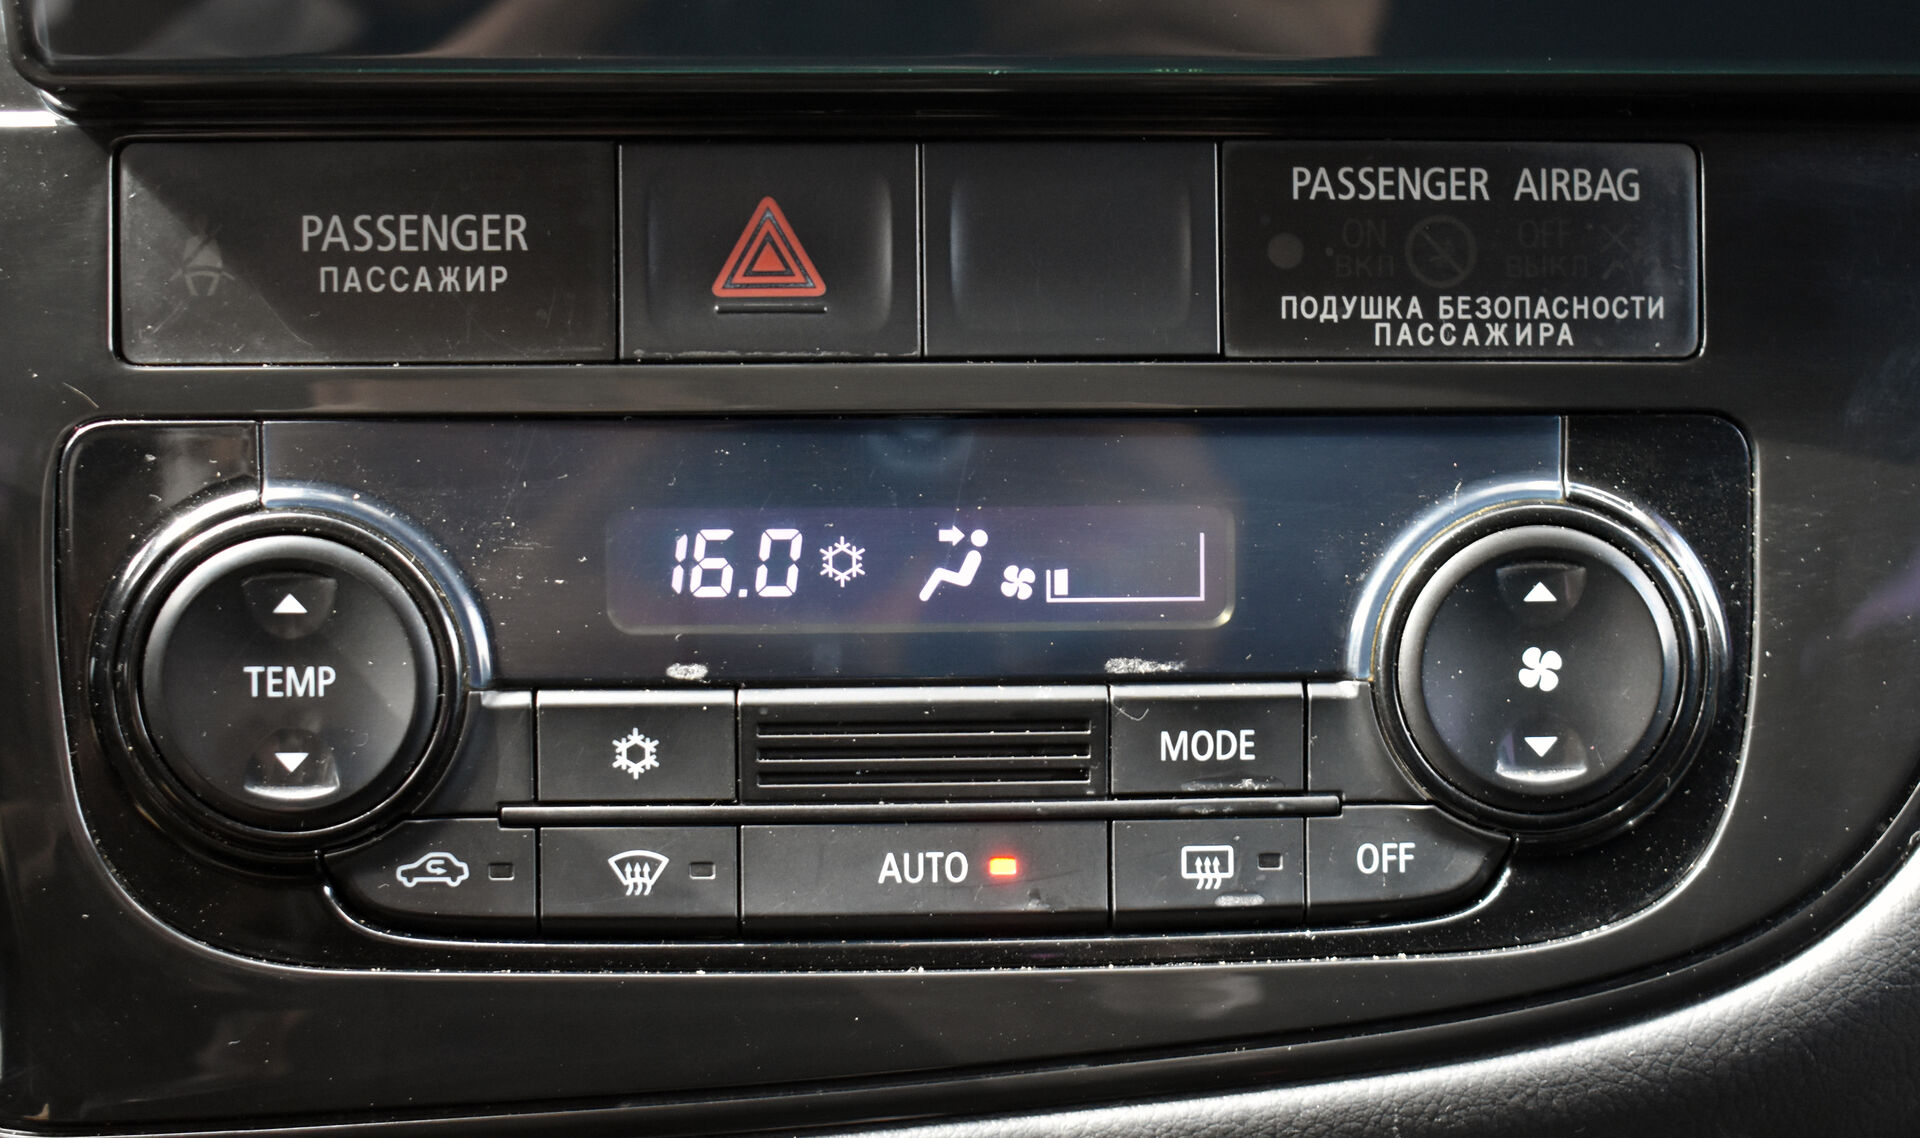 PASSENGER
ПАССАЖИР
PASSENGER AIRBAG
ON OFF
ВКЛ ВЫКЛ
ПОДУШКА БЕЗОПАСНОСТИ
ПАССАЖИРА
16.0
TEMP
MODE
AUTO
OFF